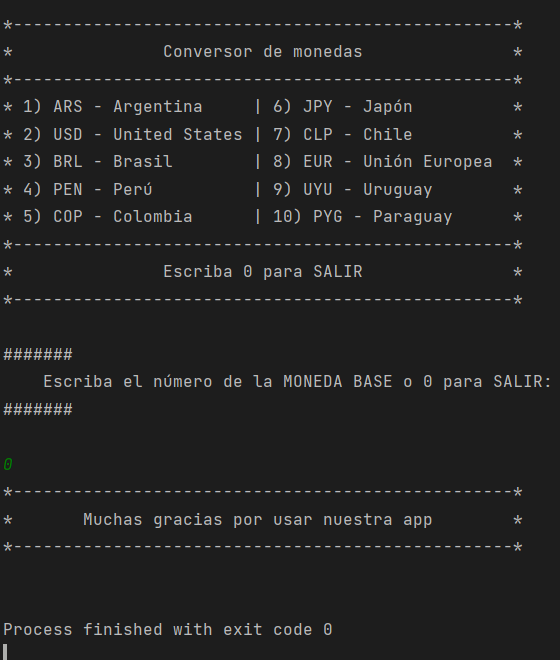 *--------------------------------------------------*
*               Conversor de monedas               *
*--------------------------------------------------*
* 1) ARS - Argentina     | 6) JPY - Japón          *
* 2) USD - United States | 7) CLP - Chile          *
* 3) BRL - Brasil        | 8) EUR - Unión Europea  *
* 4) PEN - Perú          | 9) UYU - Uruguay        *
* 5) COP - Colombia      | 10) PYG - Paraguay      *
*--------------------------------------------------*
*               Escriba 0 para SALIR               *
*--------------------------------------------------*

#######
    Escriba el número de la MONEDA BASE o 0 para SALIR:
#######

0
*--------------------------------------------------*
*       Muchas gracias por usar nuestra app        *
*--------------------------------------------------*


Process finished with exit code 0